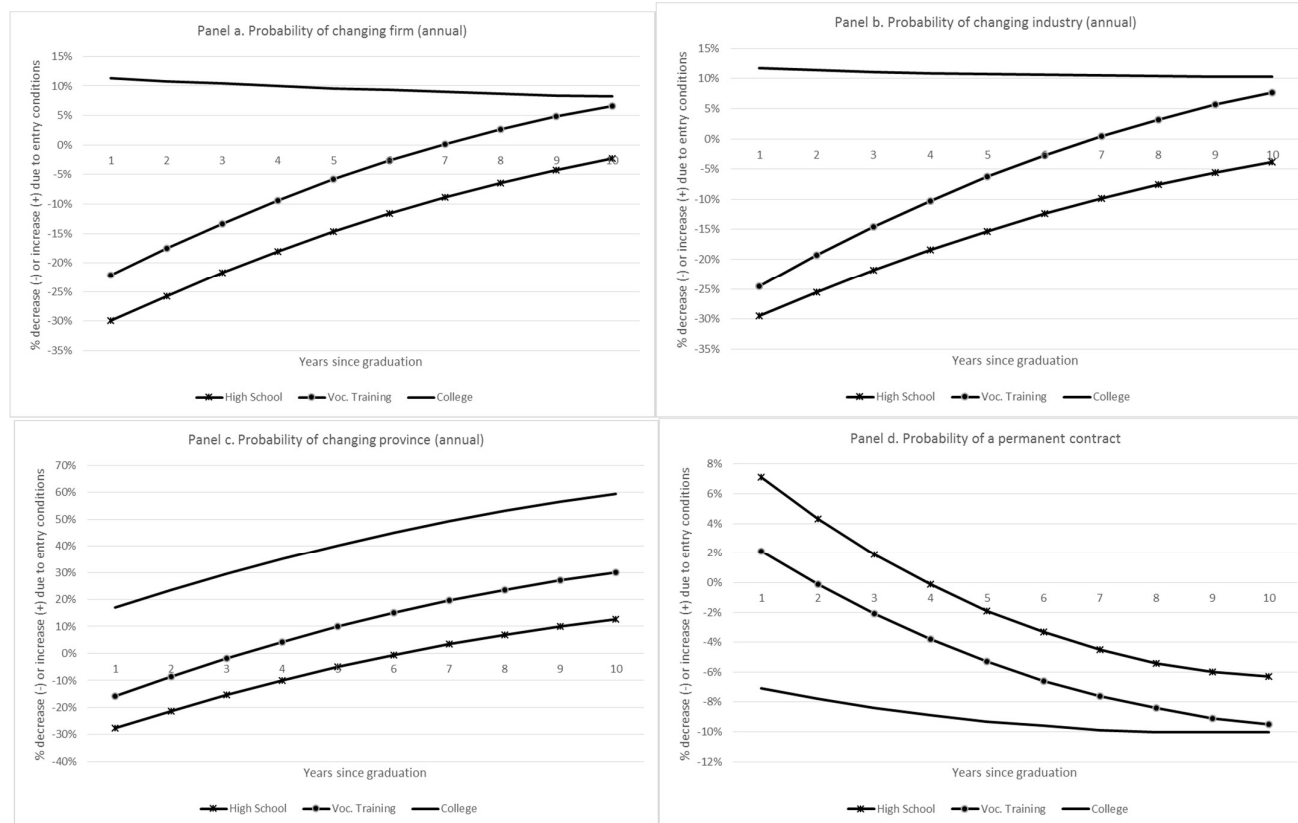 Panel a. Probability of changing firm (annual)
% decrease (-) or increase (+) due to entry conditions
15%
10%
5%
0%
-5%
-10%
-15%
-20%
-25%
-30%
-35%
1 2 3 4 5 6 7 8 9 10
Years since graduation
High School Voc. Training College
Panel b. Probability of changing industry (annual)
% decrease (-) or increase (+) due to entry conditions
15%
10%
5%
0%
-5%
-10%
-15%
-20%
-25%
-30%
-35%
1 2 3 4 5 6 7 8 9 10
Years since graduation
High School Voc. Training College
Panel c. Probability of changing province (annual)
% decrease (-) or increase (+) due to entry conditions
70%
60%
50%
40%
30%
20%
10%
0%
-10%
-20%
-30%
-40%
1 2 3 4 5 6 7 8 9 10
Years since graduation
High School Voc. Training College
Panel d. Probability of a permanent contract
% decrease (-) or increase (+) due to entry conditions
8%
6%
4%
2%
0%
-2%
-4%
-6%
-8%
-10%
-12%
1 2 3 4 5 6 7 8 9 10
Years since graduation
High School Voc. Training College